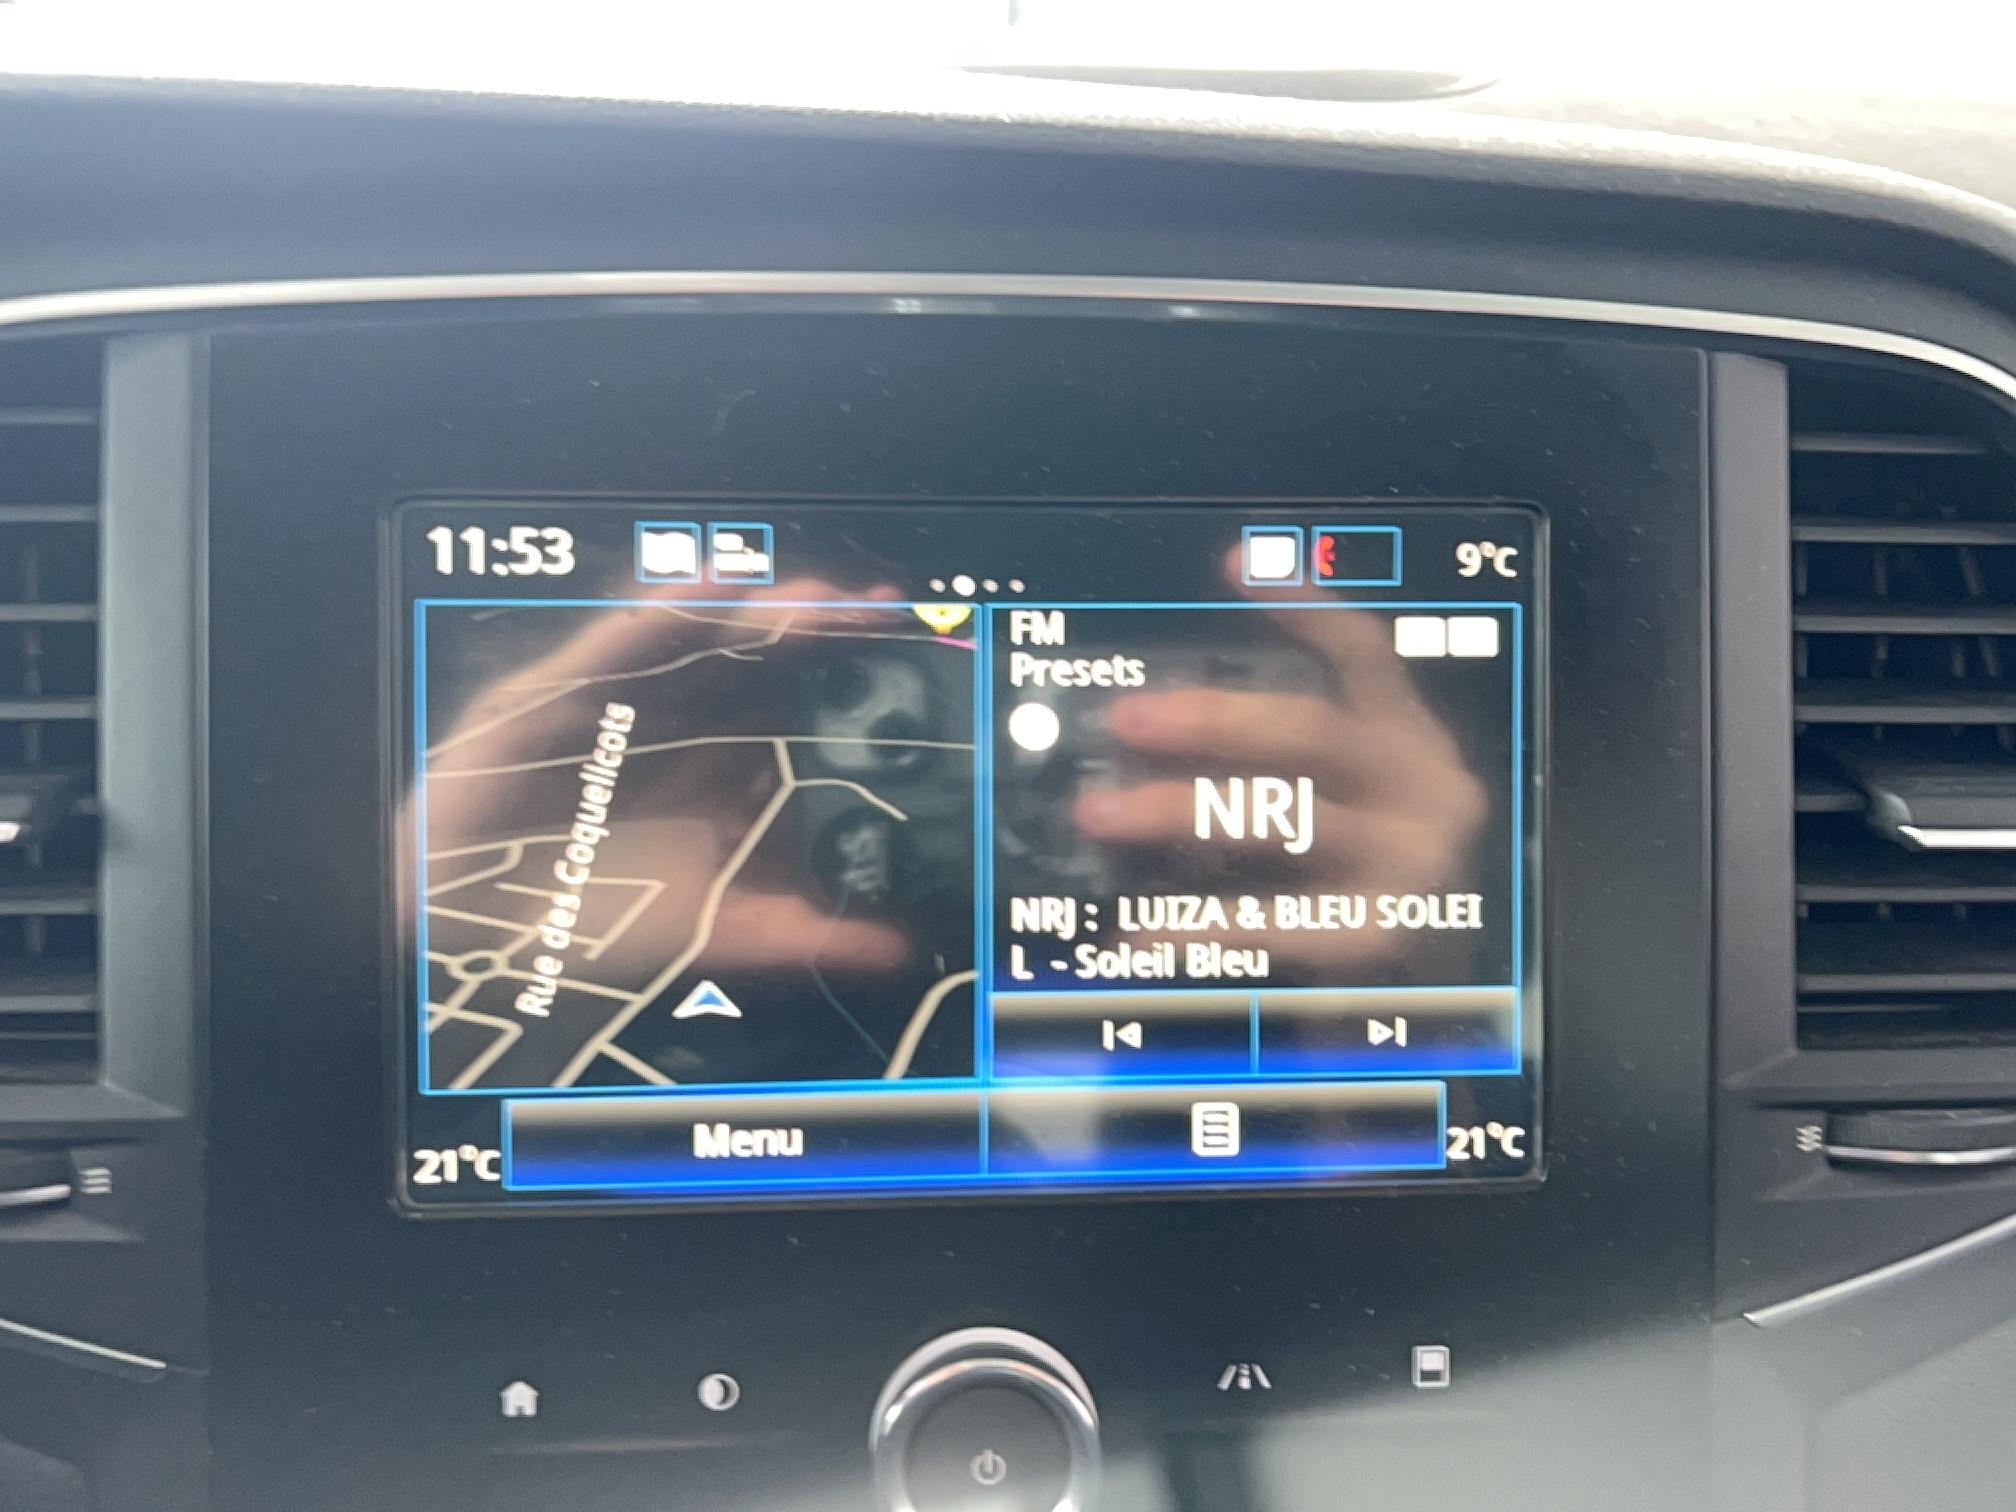 11:53
9°C
FM
Presets
Rue des Coquelicots
NRJ
NRJ : LUIZA & BLEU SOLEI
L - Soleil Bleu
21°C
Menu
21°C